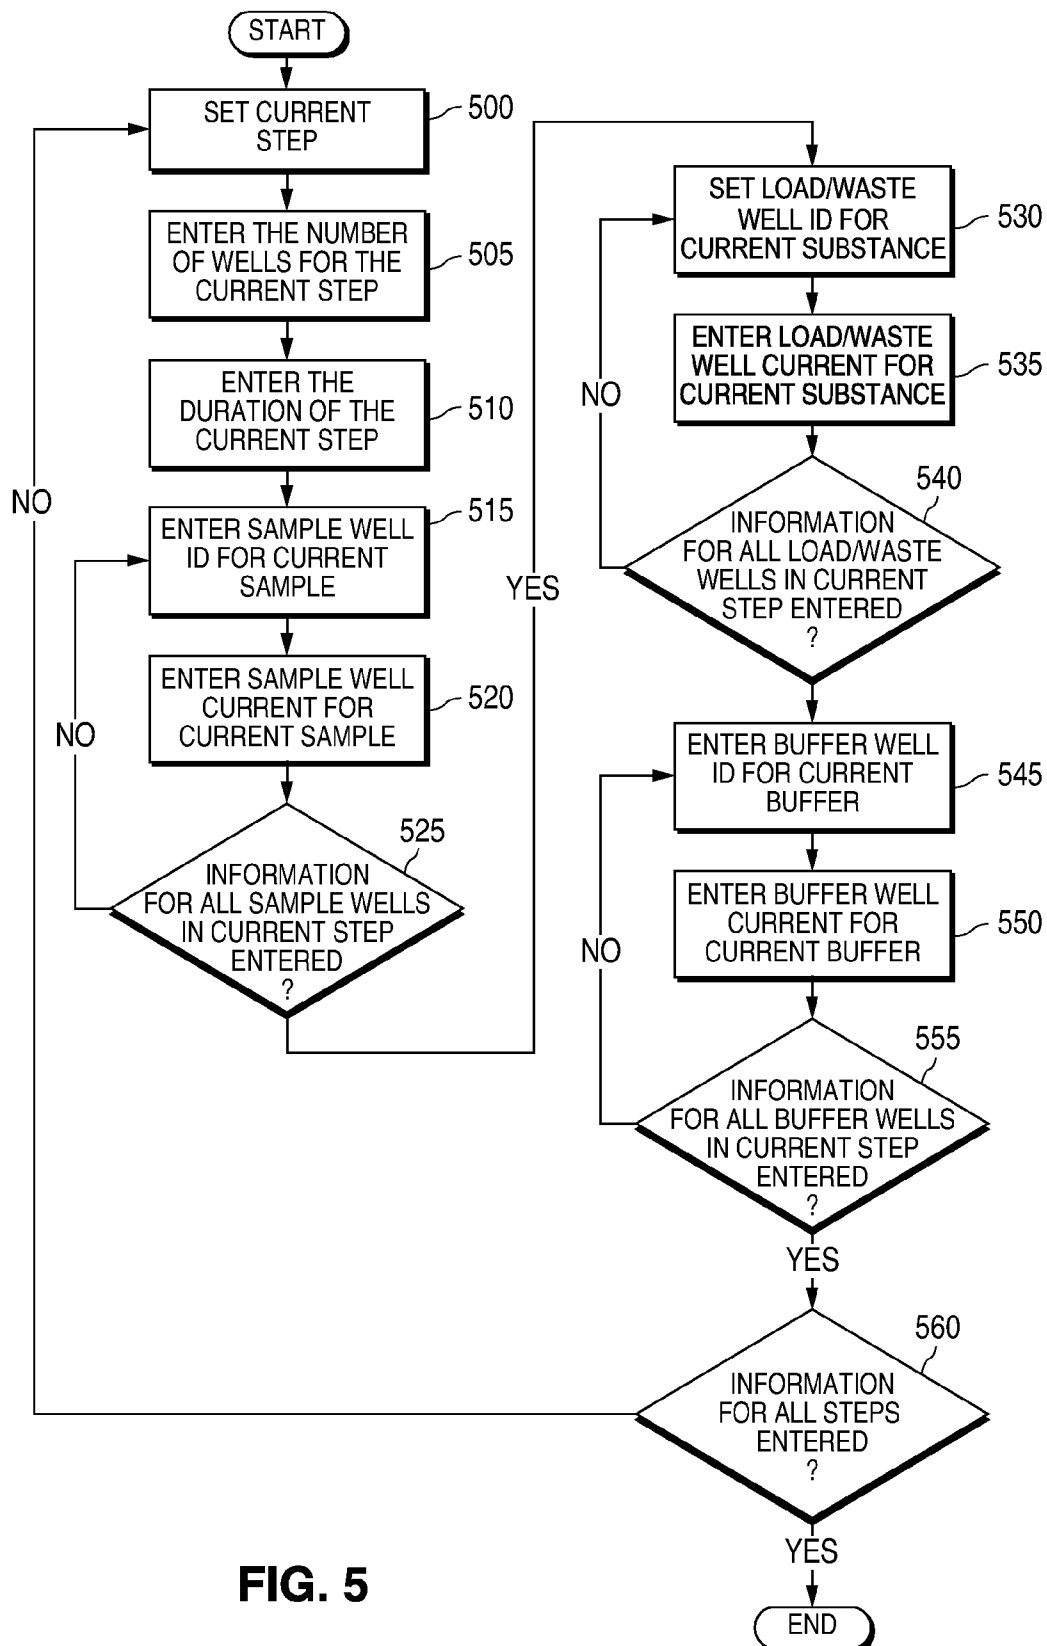 START
SET CURRENT
STEP
500
ENTER THE NUMBER
OF WELLS FOR THE
CURRENT STEP
505
ENTER THE
DURATION OF THE
CURRENT STEP
510
ENTER SAMPLE WELL
ID FOR CURRENT
SAMPLE
515
ENTER SAMPLE WELL
CURRENT FOR
CURRENT SAMPLE
520
INFORMATION
FOR ALL SAMPLE WELLS
IN CURRENT STEP
ENTERED
?
525
NO
NO
YES
SET LOAD/WASTE
WELL ID FOR
CURRENT SUBSTANCE
530
ENTER LOAD/WASTE
WELL CURRENT FOR
CURRENT SUBSTANCE
535
NO
INFORMATION
FOR ALL LOAD/WASTE
WELLS IN CURRENT
STEP ENTERED
?
540
ENTER BUFFER WELL
ID FOR CURRENT
BUFFER
545
ENTER BUFFER WELL
CURRENT FOR
CURRENT BUFFER
550
NO
INFORMATION
FOR ALL BUFFER WELLS
IN CURRENT STEP
ENTERED
?
555
YES
INFORMATION
FOR ALL STEPS
ENTERED
?
560
YES
END
FIG. 5